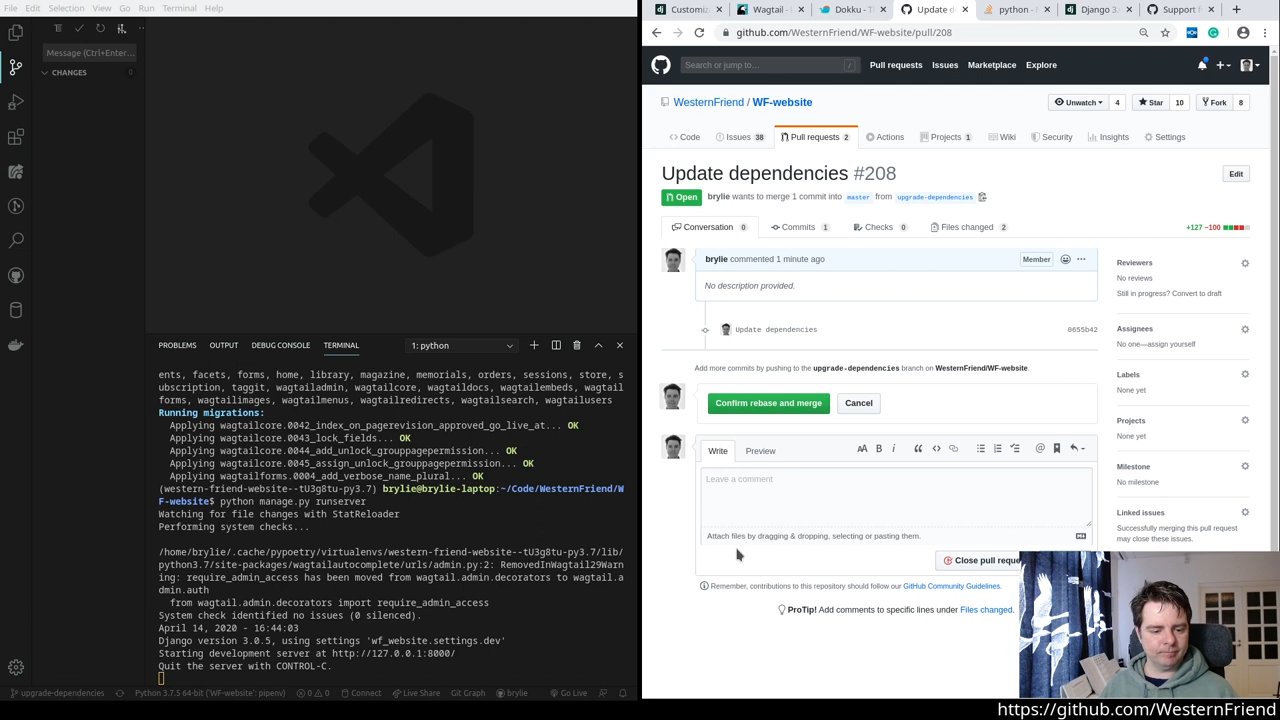 File Edit Selection View Go Run Terminal Help
Message (Ctrl+Enter...
CHANGES 0
PROBLEMS OUTPUT DEBUG CONSOLE TERMINAL 1: python
ents, facets, forms, home, library, magazine, memorials, orders, sessions, store, s
ubscription, taggit, wagtailadmin, wagtailcore, wagtaildocs, wagtailembeds, wagtail
forms, wagtailimages, wagtailmenus, wagtailredirects, wagtailsearch, wagtailusers
Running migrations:
Applying wagtailcore.0042_index_on_pagerevision_approved_go_live_at... OK
Applying wagtailcore.0043_lock_fields... OK
Applying wagtailcore.0044_add_unlock_grouppagepermission... OK
Applying wagtailcore.0045_assign_unlock_grouppagepermission... OK
Applying wagtailforms.0004_add_verbose_name_plural... OK
(western-friend-website--tU3g8tu-py3.7) brylie@brylie-laptop:~/Code/WesternFriend/W
F-website$ python manage.py runserver
Watching for file changes with StatReloader
Performing system checks...
/home/brylie/.cache/pypoetry/virtualenvs/western-friend-website--tU3g8tu-py3.7/lib/
python3.7/site-packages/wagtailautocomplete/urls/admin.py:2: RemovedInWagtail29Warn
ing: require_admin_access has been moved from wagtail.admin.decorators to wagtail.a
dmin.auth
from wagtail.admin.decorators import require_admin_access
System check identified no issues (0 silenced).
April 14, 2020 - 16:44:03
Django version 3.0.5, using settings 'wf_website.settings.dev'
Starting development server at http://127.0.0.1:8000/
Quit the server with CONTROL-C.
upgrade-dependencies Python 3.7.5 64-bit ('WF-website': pipenv) 0 0 Connect Live Share Git Graph brylie Go Live
Customiz Wagtail - Dokku - Th Update de python - F Django 3. Support f
github.com/WesternFriend/WF-website/pull/208
Search or jump to... / Pull requests Issues Marketplace Explore
WesternFriend / WF-website Unwatch 4 Star 10 Fork 8
Code Issues 38 Pull requests 2 Actions Projects 1 Wiki Security Insights Settings
Update dependencies #208 Edit
Open brylie wants to merge 1 commit into master from upgrade-dependencies
Conversation 0 Commits 1 Checks 0 Files changed 2 +127 −100
brylie commented 1 minute ago Member
No description provided.
Update dependencies 0655b42
Add more commits by pushing to the upgrade-dependencies branch on WesternFriend/WF-website.
Confirm rebase and merge Cancel
Write Preview
Leave a comment
Attach files by dragging & dropping, selecting or pasting them.
Close pull reque
Remember, contributions to this repository should follow our GitHub Community Guidelines.
ProTip! Add comments to specific lines under Files changed.
Reviewers
No reviews
Still in progress? Convert to draft
Assignees
No one—assign yourself
Labels
None yet
Projects
None yet
Milestone
No milestone
Linked issues
Successfully merging this pull request
may close these issues.
https://github.com/WesternFriend